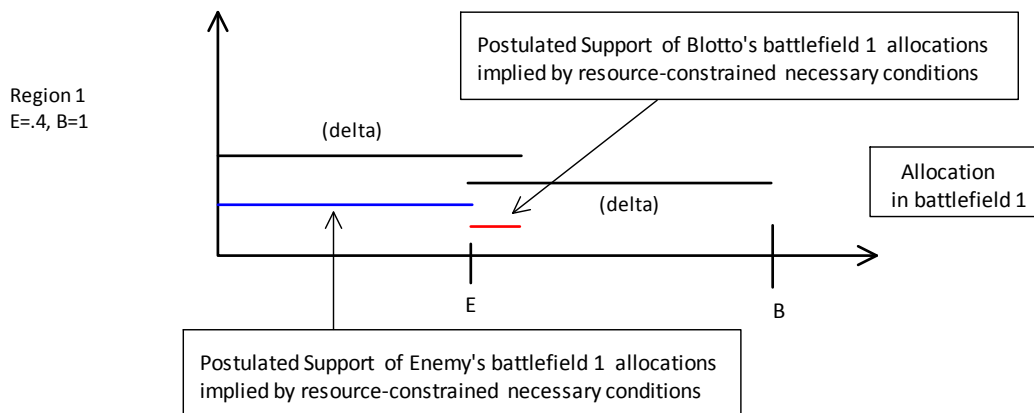 Postulated Support of Blotto's battlefield 1 allocations
implied by resource-constrained necessary conditions
Region 1
E=.4, B=1
(delta)
Allocation
in battlefield 1
(delta)
E
B
Postulated Support of Enemy's battlefield 1 allocations
implied by resource-constrained necessary conditions